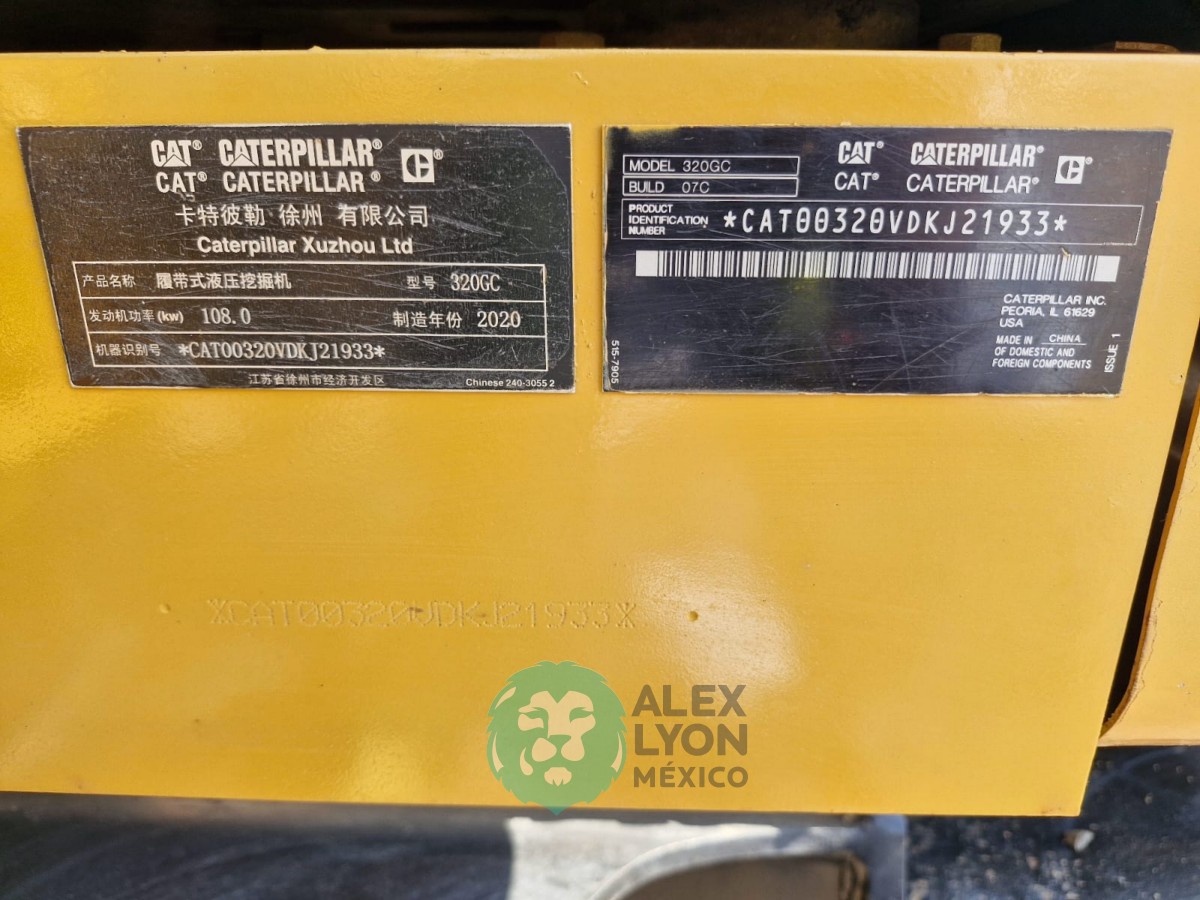 CAT® CATERPILLAR® ®
CAT® CATERPILLAR®
卡特彼勒 徐州 有限公司
Caterpillar Xuzhou Ltd
产品名称 履带式液压挖掘机 型号 320GC
发动机功率(kw) 108.0 制造年份 2020
机器识别号 *CAT00320VDKJ21933*
江苏省徐州市经济开发区 Chinese 240-3055 2
MODEL 320GC
BUILD 07C
CAT® CATERPILLAR® ®
CAT® CATERPILLAR®
PRODUCT
IDENTIFICATION
NUMBER
*CAT00320VDKJ21933*
CATERPILLAR INC.
PEORIA, IL 61629
USA
MADE IN CHINA
OF DOMESTIC AND
FOREIGN COMPONENTS
515-7905
ISSUE 1
*CAT00320VDKJ21933*
ALEX
LYON
MÉXICO